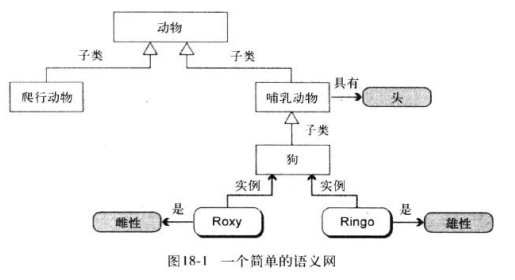 动物
子类
子类
爬行动物
哺乳动物
具有
头
子类
狗
实例
实例
雌性
是
Roxy
Ringo
是
雄性
图18-1 一个简单的语义网